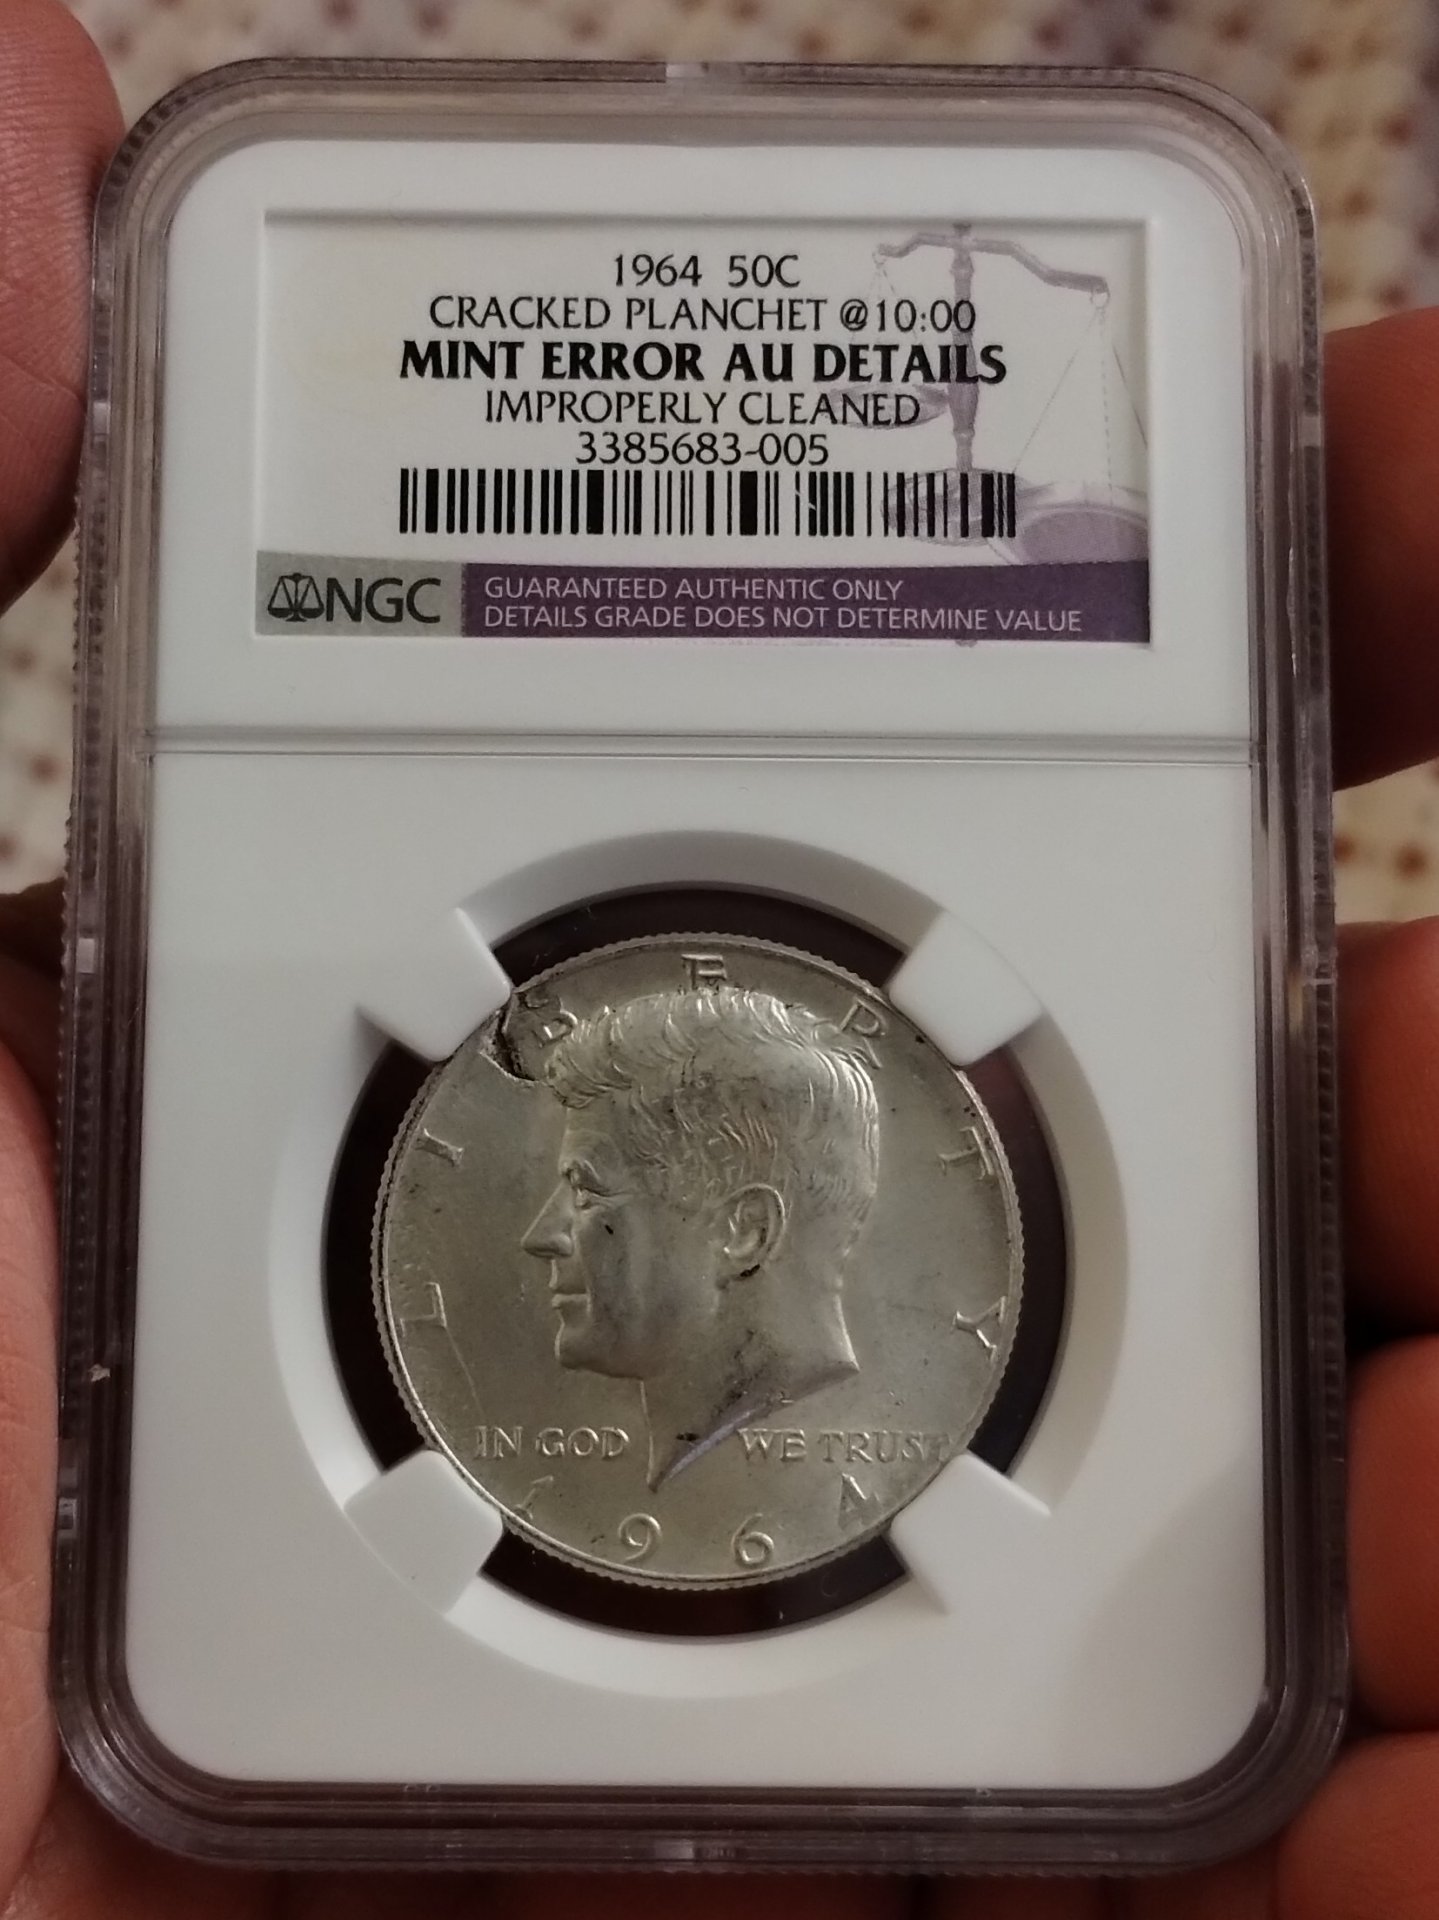 1964 50C
CRACKED PLANCHET @10:00
MINT ERROR AU DETAILS
IMPROPERLY CLEANED
3385683-005
NGC
GUARANTEED AUTHENTIC ONLY
DETAILS GRADE DOES NOT DETERMINE VALUE
LIBERTY
IN GOD WE TRUST
1964